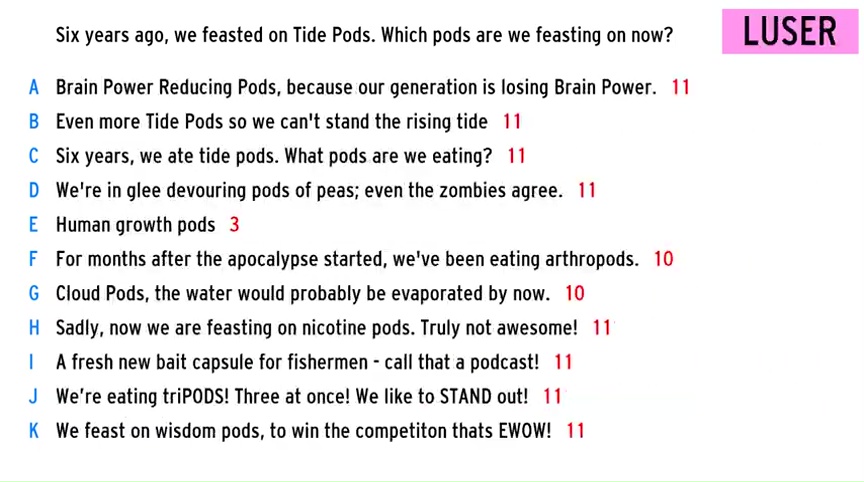 Six years ago, we feasted on Tide Pods. Which pods are we feasting on now?
LUSER
A Brain Power Reducing Pods, because our generation is losing Brain Power. 11
B Even more Tide Pods so we can't stand the rising tide 11
C Six years, we ate tide pods. What pods are we eating? 11
D We're in glee devouring pods of peas; even the zombies agree. 11
E Human growth pods 3
F For months after the apocalypse started, we've been eating arthropods. 10
G Cloud Pods, the water would probably be evaporated by now. 10
H Sadly, now we are feasting on nicotine pods. Truly not awesome! 11
I A fresh new bait capsule for fishermen - call that a podcast! 11
J We’re eating triPODS! Three at once! We like to STAND out! 11
K We feast on wisdom pods, to win the competiton thats EWOW! 11